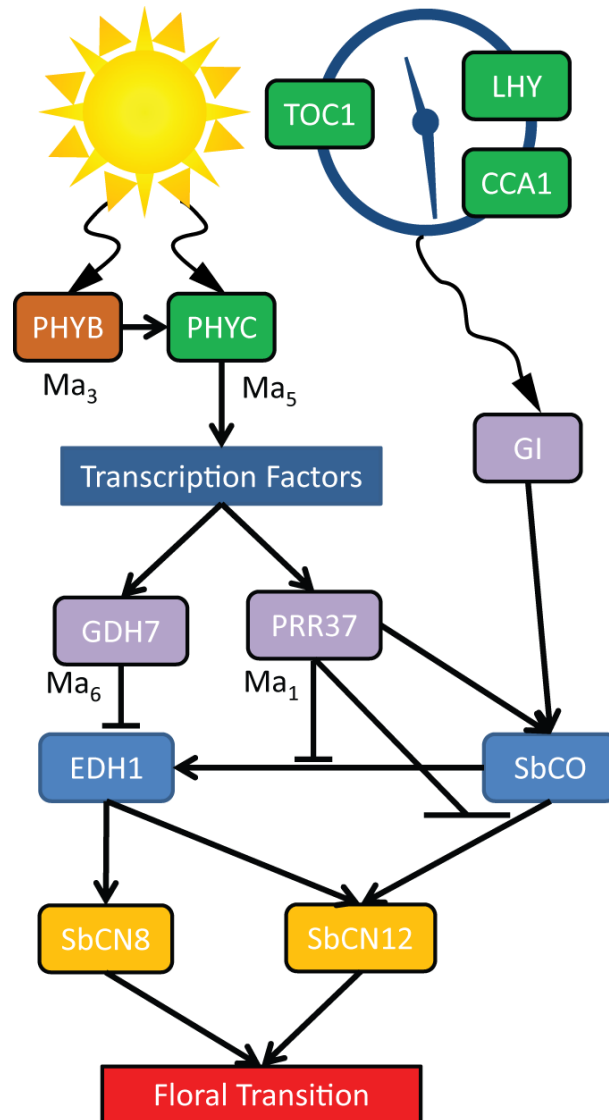 TOC1
LHY
CCA1
PHYB
PHYC
Ma3
Ma5
GI
Transcription Factors
GDH7
PRR37
Ma6
Ma1
EDH1
SbCO
SbCN8
SbCN12
Floral Transition